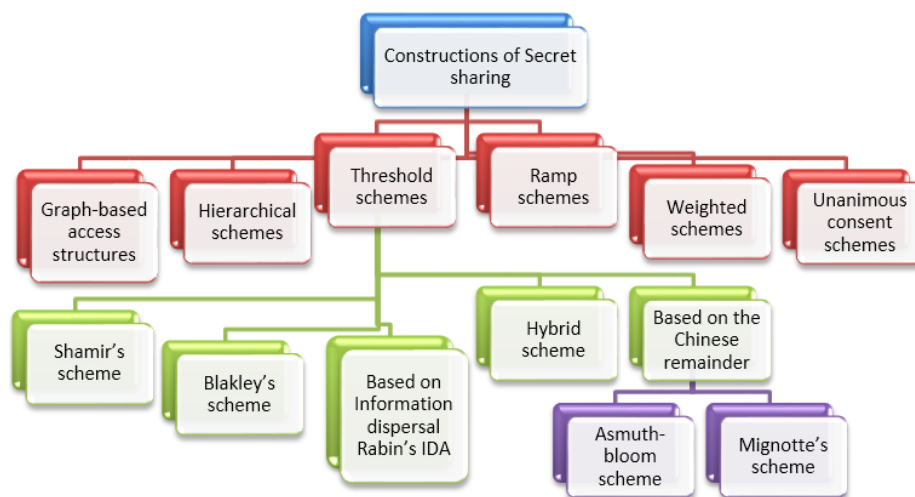 Constructions of Secret
sharing
Graph-based
access
structures
Hierarchical
schemes
Threshold
schemes
Ramp
schemes
Weighted
schemes
Unanimous
consent
schemes
Shamir's
scheme
Blakley's
scheme
Based on
Information
dispersal
Rabin's IDA
Hybrid
scheme
Based on the
Chinese
remainder
Asmuth-
bloom
scheme
Mignotte's
scheme